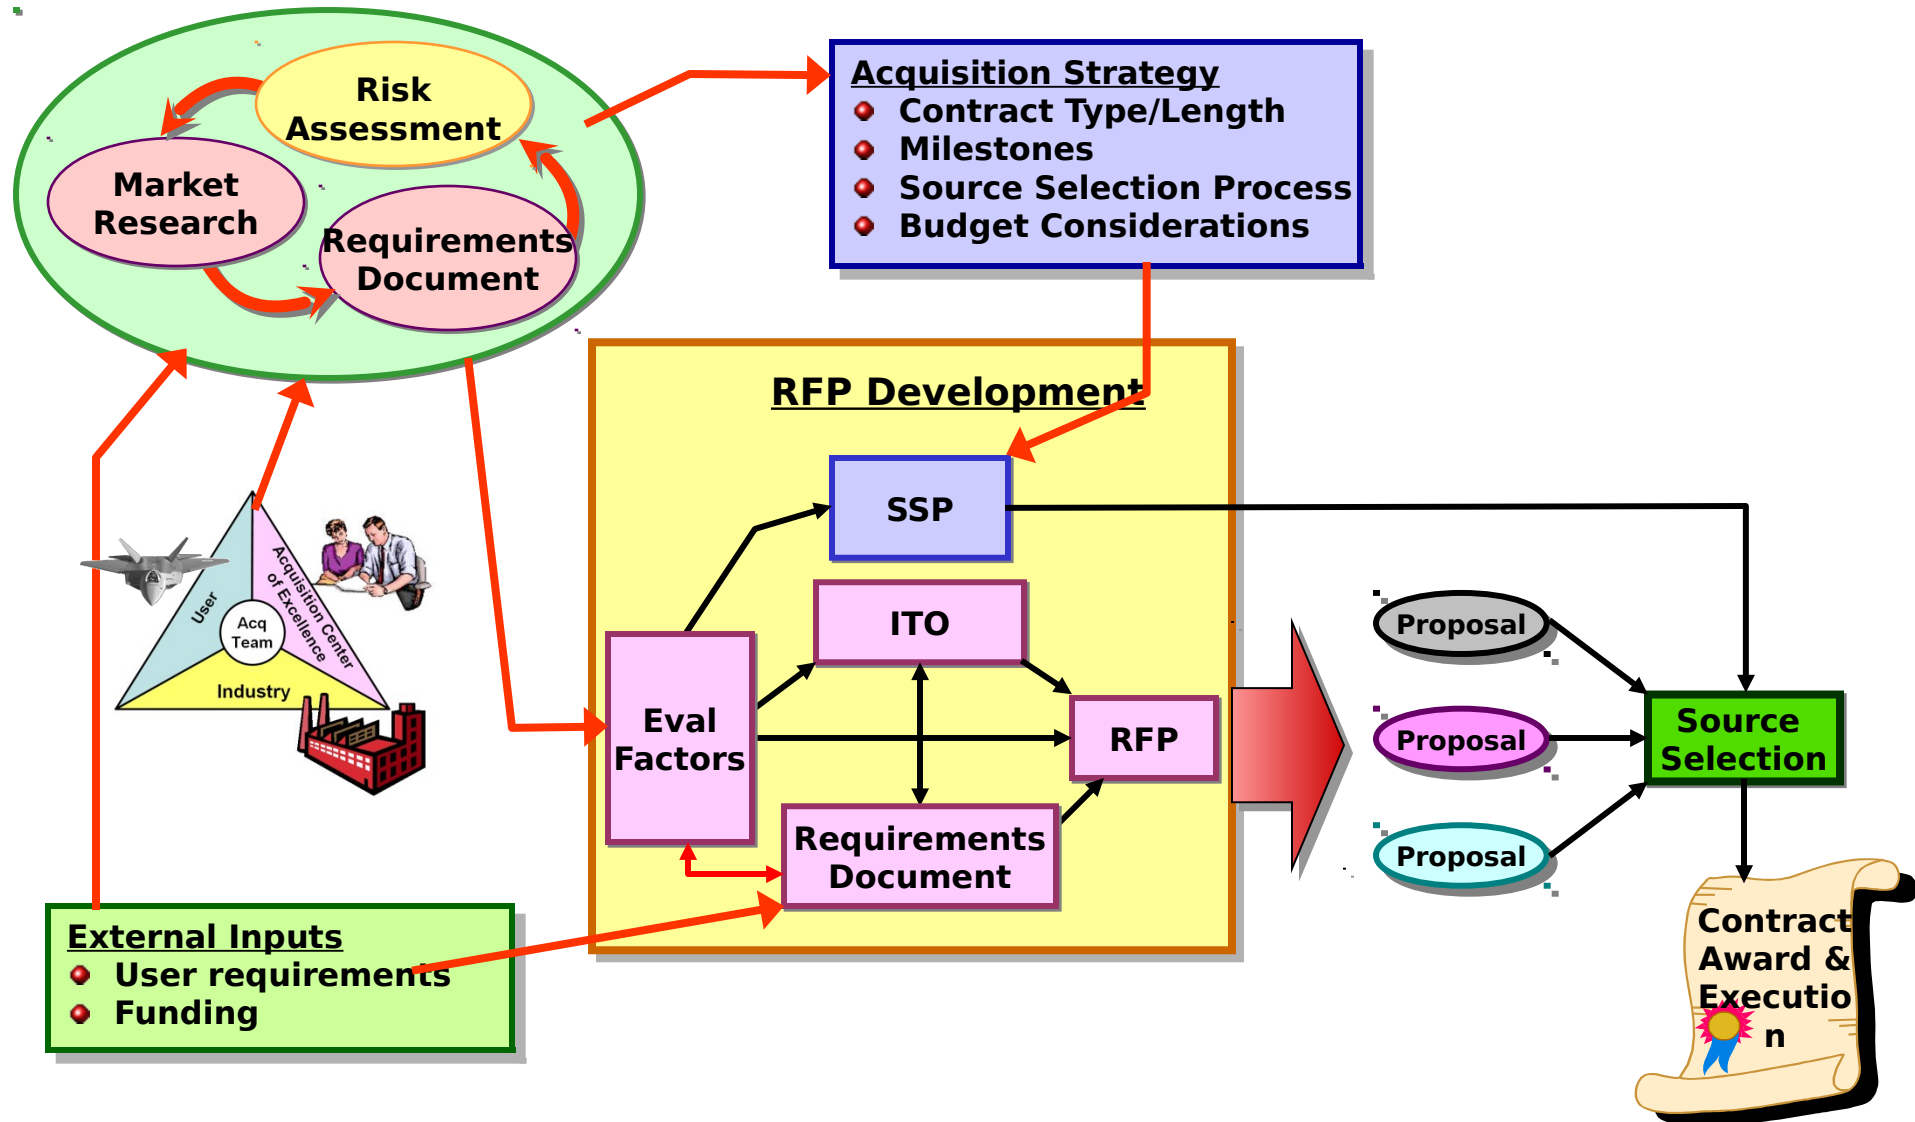 Risk
Assessment
Market
Research
Requirements
Document
Acquisition Strategy
Contract Type/Length
Milestones
Source Selection Process
Budget Considerations
RFP Development
SSP
ITO
Eval
Factors
RFP
Requirements
Document
User
Acquisition Center
of Excellence
Acq
Team
Industry
External Inputs
User requirements
Funding
Proposal
Proposal
Proposal
Source
Selection
Contract
Award &
Executio
n